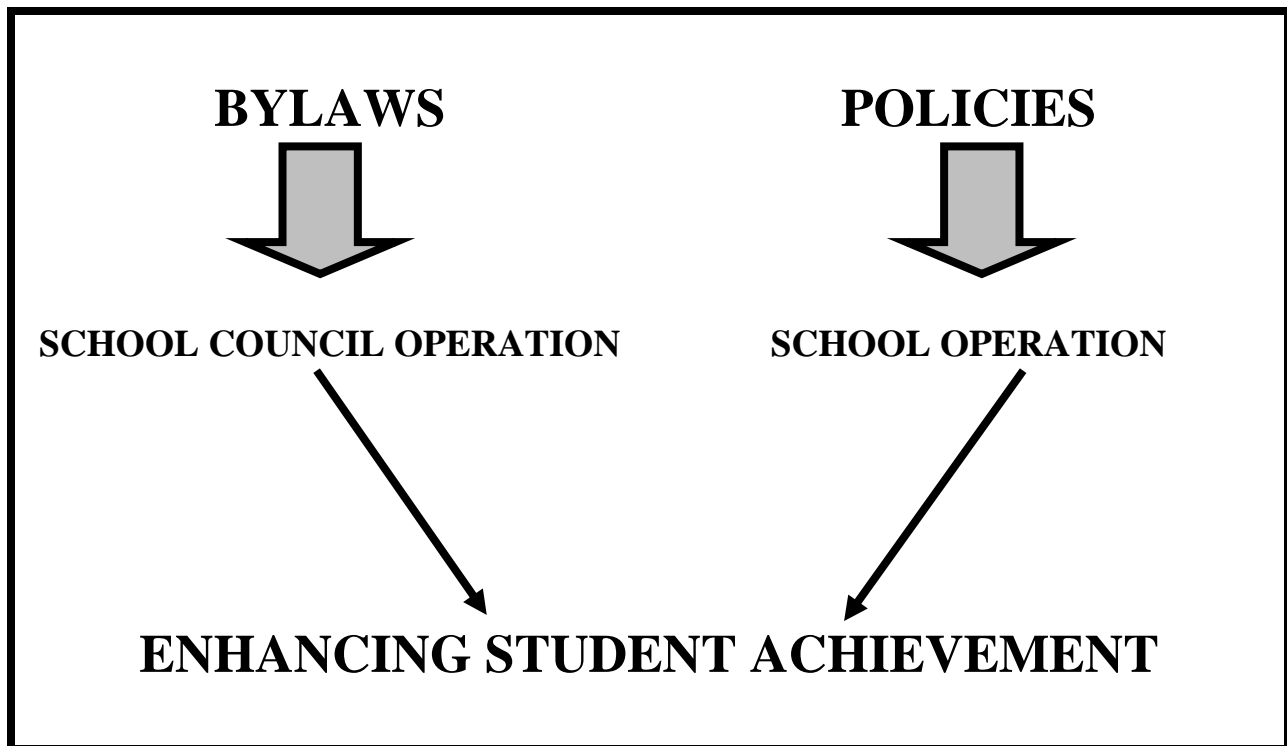 BYLAWS POLICIES
SCHOOL COUNCIL OPERATION SCHOOL OPERATION
ENHANCING STUDENT ACHIEVEMENT